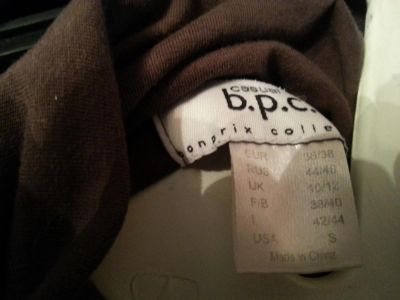 casual
b.p.c.
onprix colle
EUR 36/38
RUS 44/46
UK 10/12
F/B 38/40
I 42/44
USA S
Made in China